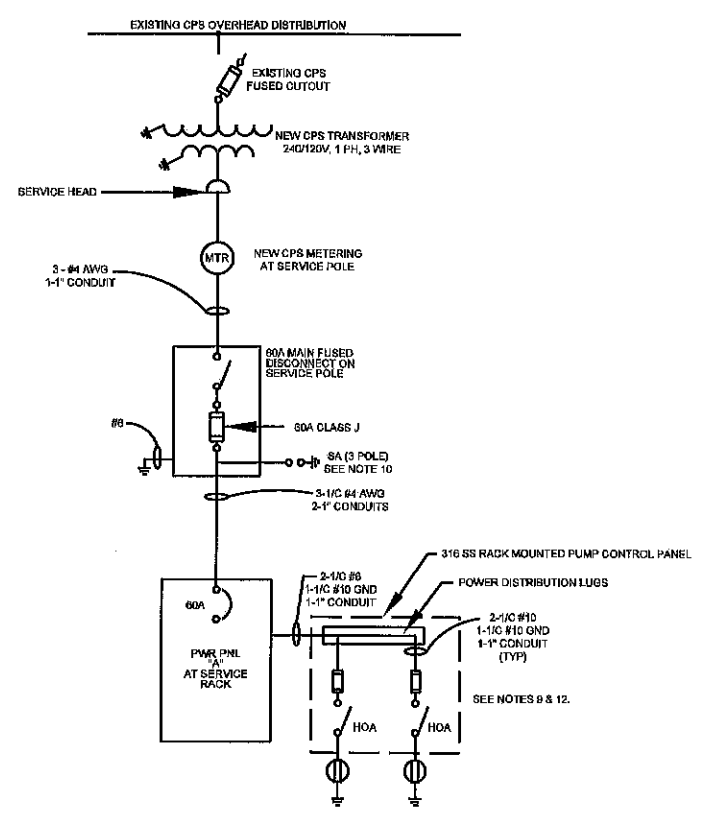 EXISTING CPS OVERHEAD DISTRIBUTION
EXISTING CPS
FUSED CUTOUT
NEW CPS TRANSFORMER
240/120V, 1 PH, 3 WIRE
SERVICE HEAD
MTR
NEW CPS METERING
AT SERVICE POLE
3 - #4 AWG
1-1" CONDUIT
60A MAIN FUSED
DISCONNECT ON
SERVICE POLE
#6
60A CLASS J
SA (3 POLE)
SEE NOTE 10
3-1/C #4 AWG
2-1" CONDUITS
316 SS RACK MOUNTED PUMP CONTROL PANEL
2-1/C #6
1-1/C #10 GND
1-1" CONDUIT
POWER DISTRIBUTION LUGS
60A
2-1/C #10
1-1/C #10 GND
1-1" CONDUIT
(TYP)
PWR PNL
"A"
AT SERVICE
RACK
SEE NOTES 9 & 12.
HOA
HOA